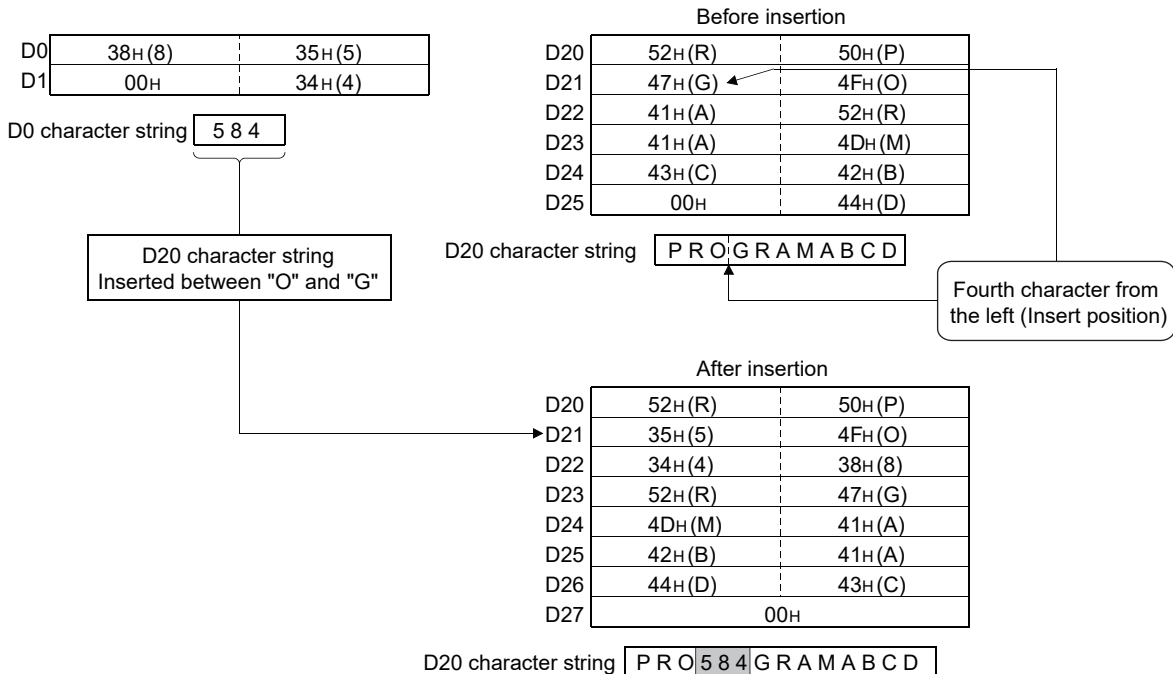 D0 38H(8) 35H(5)
D1 00H 34H(4)
D0 character string 5 8 4
D20 character string
Inserted between "O" and "G"
Before insertion
D20 52H(R) 50H(P)
D21 47H(G) 4FH(O)
D22 41H(A) 52H(R)
D23 41H(A) 4DH(M)
D24 43H(C) 42H(B)
D25 00H 44H(D)
D20 character string P R O G R A M A B C D
Fourth character from
the left (Insert position)
After insertion
D20 52H(R) 50H(P)
D21 35H(5) 4FH(O)
D22 34H(4) 38H(8)
D23 52H(R) 47H(G)
D24 4DH(M) 41H(A)
D25 42H(B) 41H(A)
D26 44H(D) 43H(C)
D27 00H
D20 character string P R O 5 8 4 G R A M A B C D